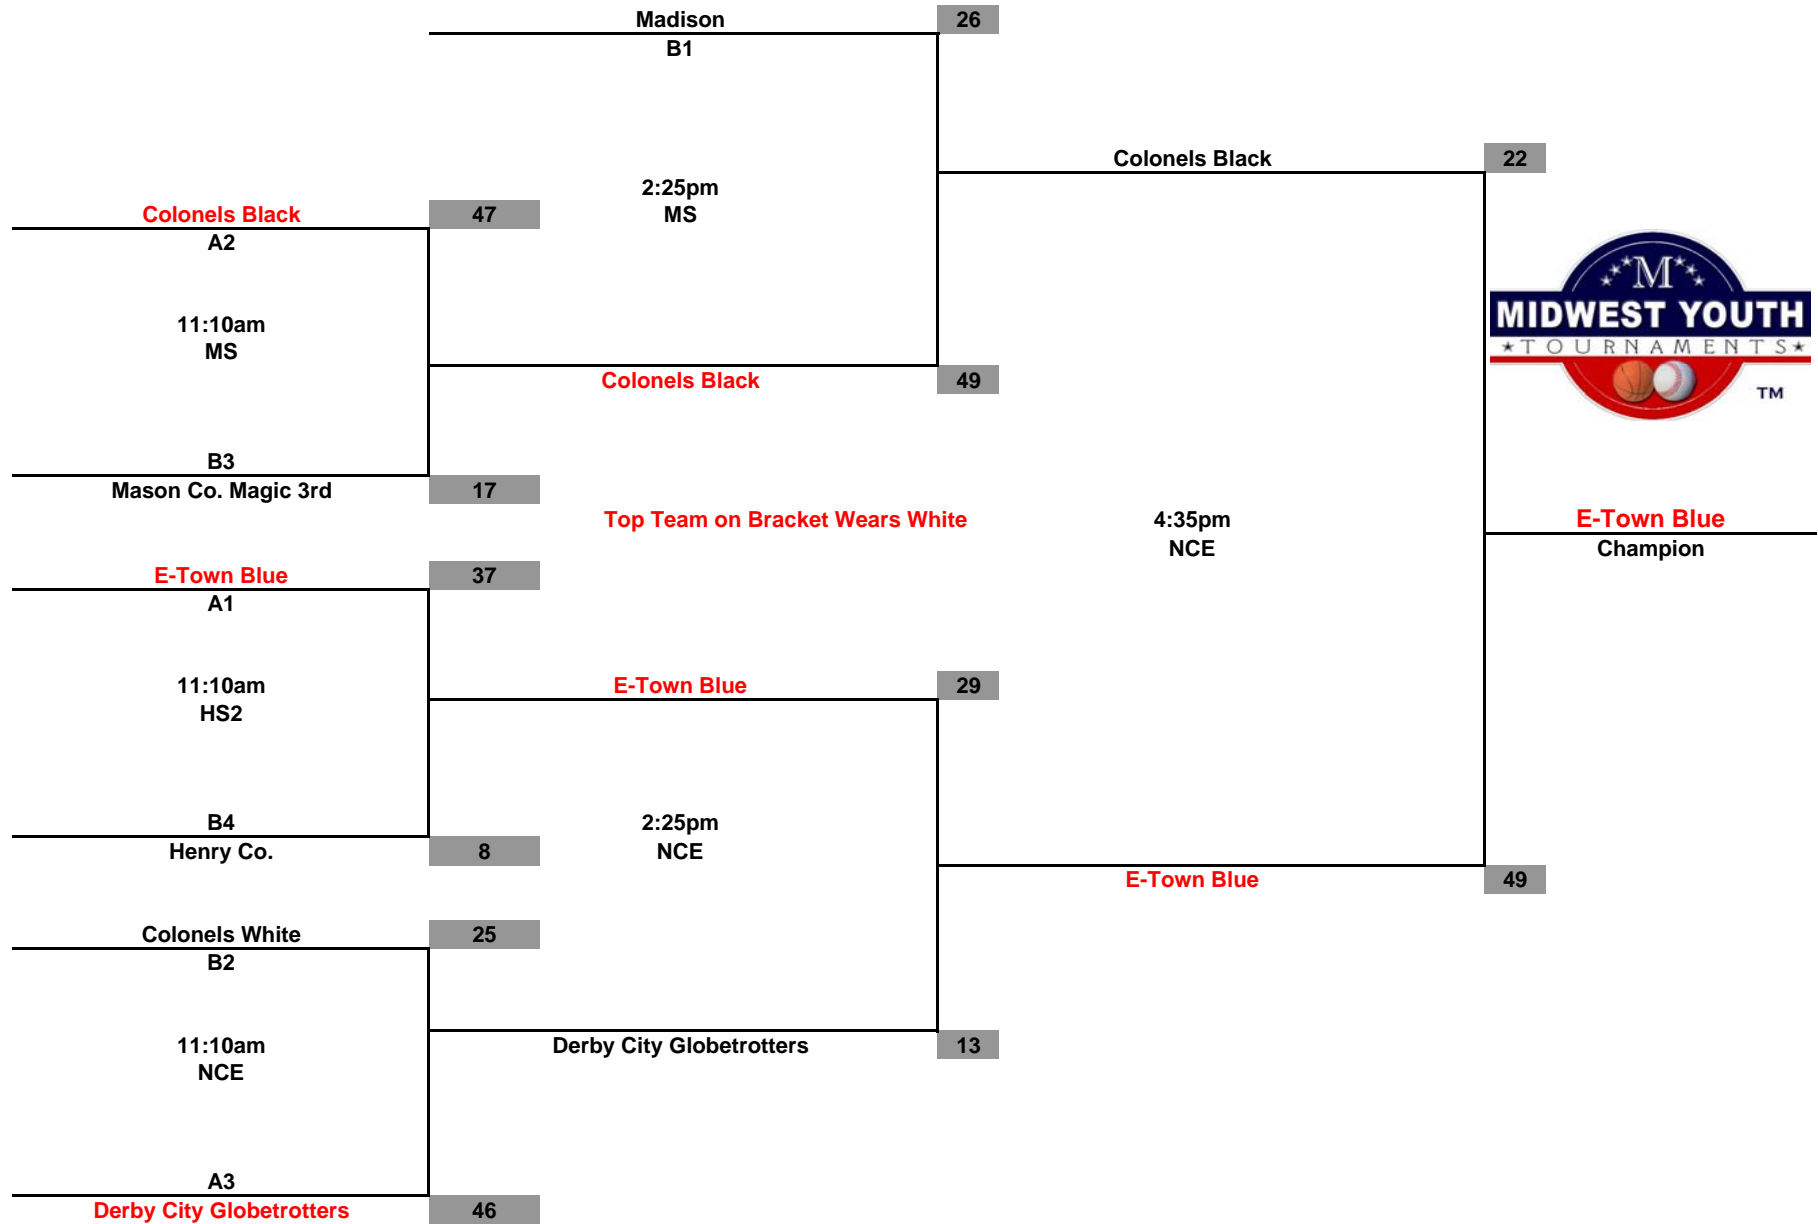 Madison 26
B1
Colonels Black 22
2:25pm
MS
Colonels Black 47
A2
M
MIDWEST YOUTH
TOURNAMENTS
TM
11:10am
MS
Colonels Black 49
B3
Mason Co. Magic 3rd 17
Top Team on Bracket Wears White
4:35pm
NCE
E-Town Blue
Champion
E-Town Blue 37
A1
11:10am
HS2
E-Town Blue 29
B4
Henry Co. 8
2:25pm
NCE
E-Town Blue 49
Colonels White 25
B2
11:10am
NCE
Derby City Globetrotters 13
A3
Derby City Globetrotters 46